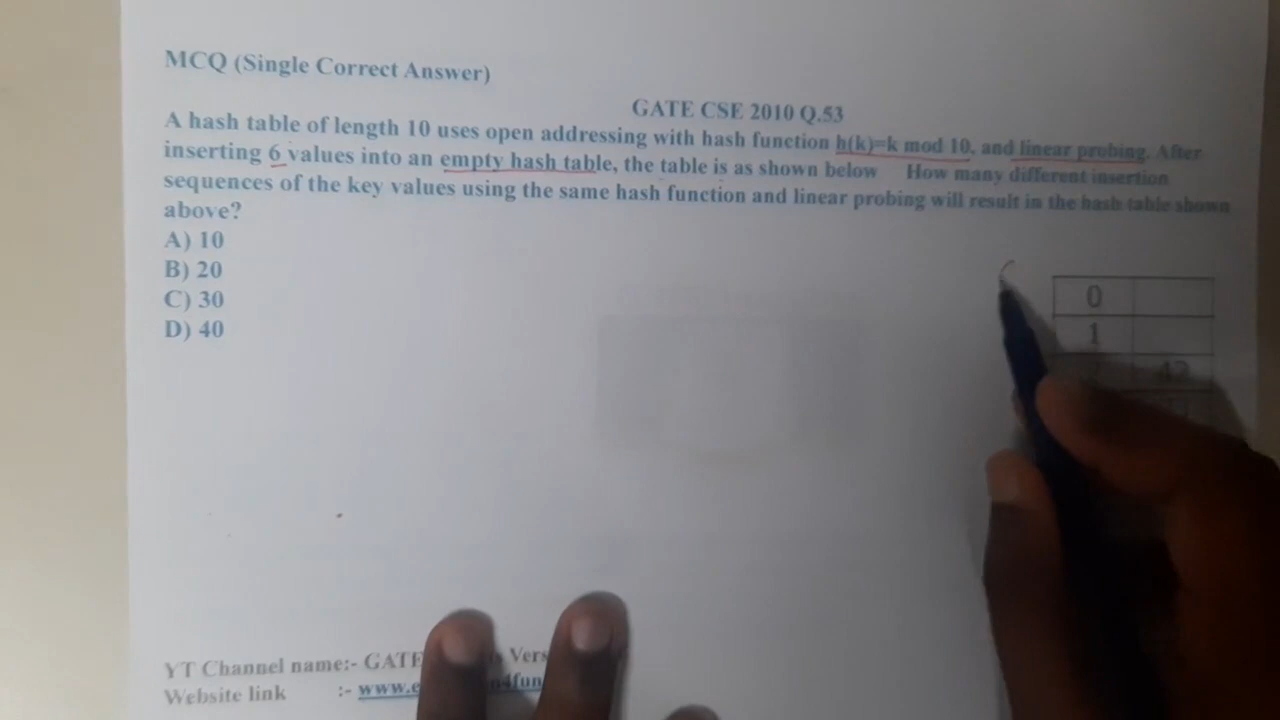 MCQ (Single Correct Answer)
GATE CSE 2010 Q.53
A hash table of length 10 uses open addressing with hash function h(k)=k mod 10, and linear probing. After
inserting 6 values into an empty hash table, the table is as shown below How many different insertion
sequences of the key values using the same hash function and linear probing will result in the hash table shown
above?
A) 10
B) 20
C) 30
D) 40
0
1
42
YT Channel name:- GATE
Website link :- www.